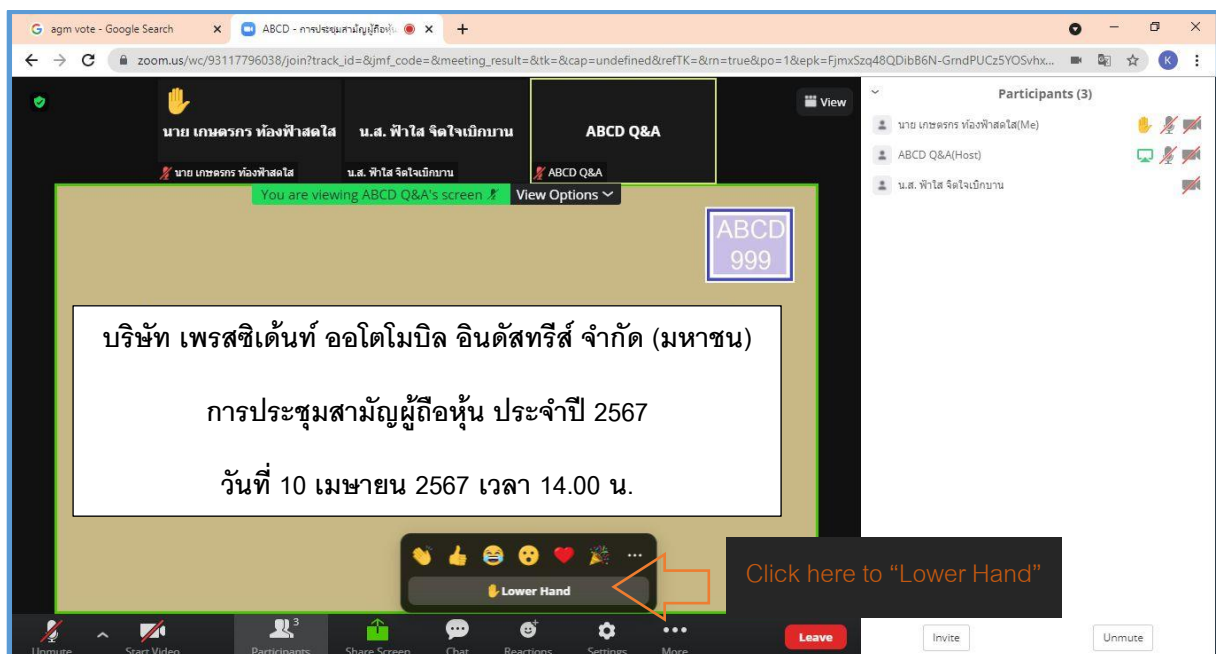 agm vote - Google Search
ABCD - การประชุมสามัญผู้ถือหุ้น
zoom.us/wc/93117796038/join?track_id=&jmf_code=&meeting_result=&tk=&cap=undefined&refTK=&rn=true&po=1&epk=FjmxSzq48QDibB6N-GrndPUCz5YOSvhx...
K
นาย เกษตรกร ท้องฟ้าสดใส
น.ส. ฟ้าใส จิตใจเบิกบาน
ABCD Q&A
View
นาย เกษตรกร ท้องฟ้าสดใส
น.ส. ฟ้าใส จิตใจเบิกบาน
ABCD Q&A
You are viewing ABCD Q&A's screen
View Options
Participants (3)
นาย เกษตรกร ท้องฟ้าสดใส(Me)
ABCD Q&A(Host)
น.ส. ฟ้าใส จิตใจเบิกบาน
ABCD
999
บริษัท เพรสซิเด้นท์ ออโตโมบิล อินดัสทรีส์ จำกัด (มหาชน)
การประชุมสามัญผู้ถือหุ้น ประจำปี 2567
วันที่ 10 เมษายน 2567 เวลา 14.00 น.
Lower Hand
Click here to “Lower Hand”
Unmute
Start Video
Participants
3
Share Screen
Chat
Reactions
Settings
More
Leave
Invite
Unmute